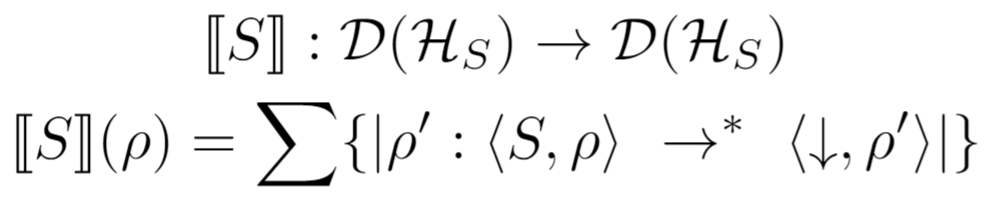 ⟦S⟧ : 𝒟(ℋ_S) → 𝒟(ℋ_S)
⟦S⟧(ρ) = ∑{|ρ′ : ⟨S, ρ⟩ →* ⟨↓, ρ′⟩|}